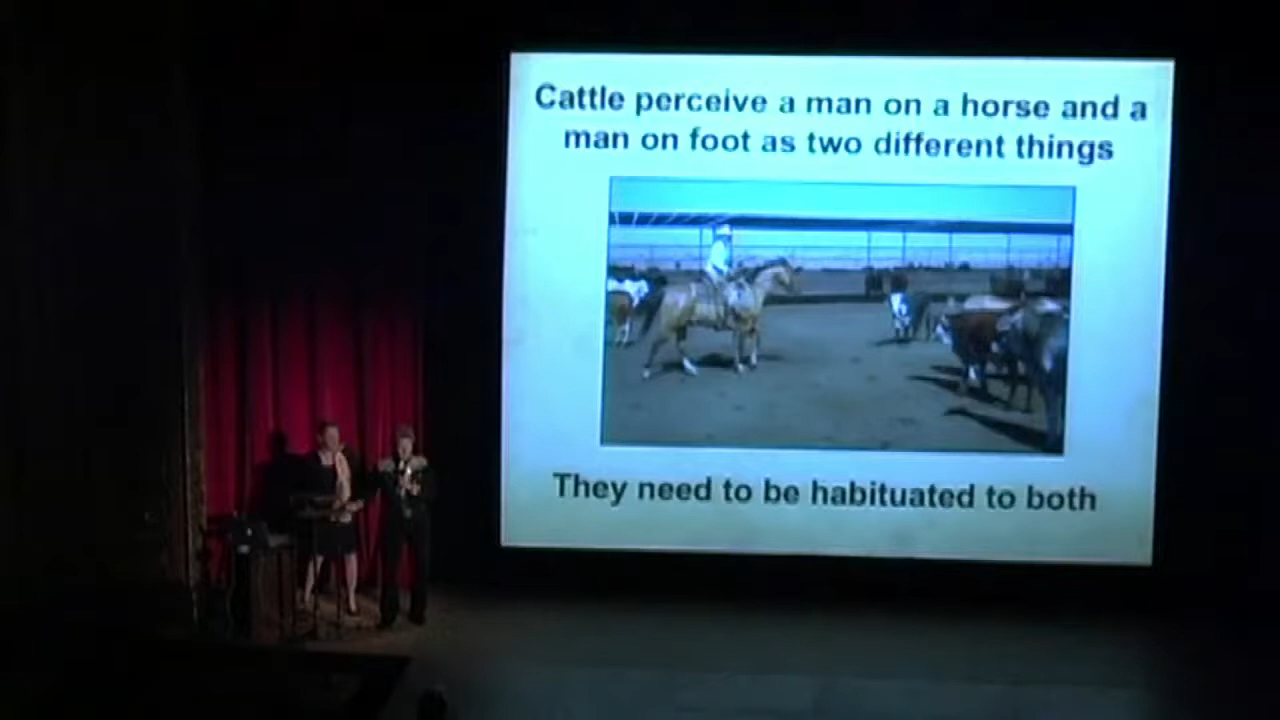 Cattle perceive a man on a horse and a
man on foot as two different things
They need to be habituated to both